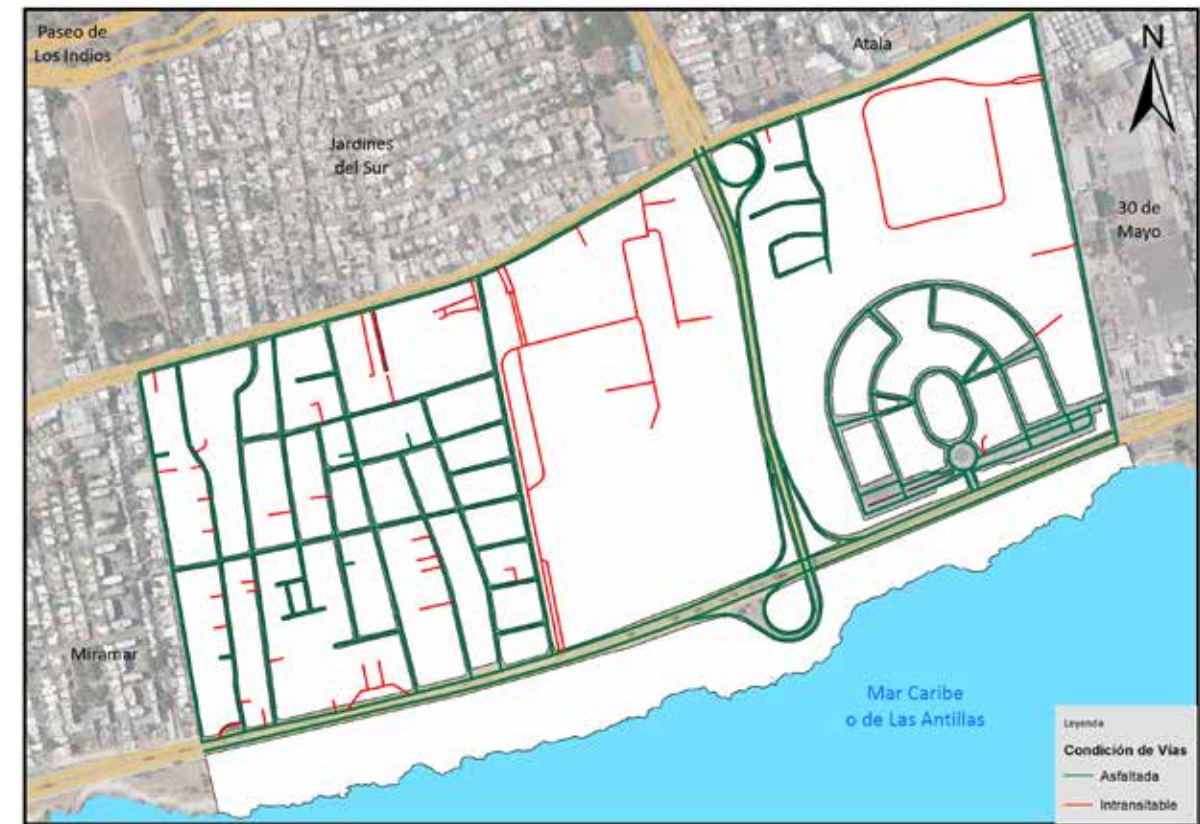 Paseo de
Los Indios
Atala
N
Jardines
del Sur
30 de
Mayo
Miramar
Mar Caribe
o de Las Antillas
Leyenda
Condición de Vías
Asfaltada
Intransitable